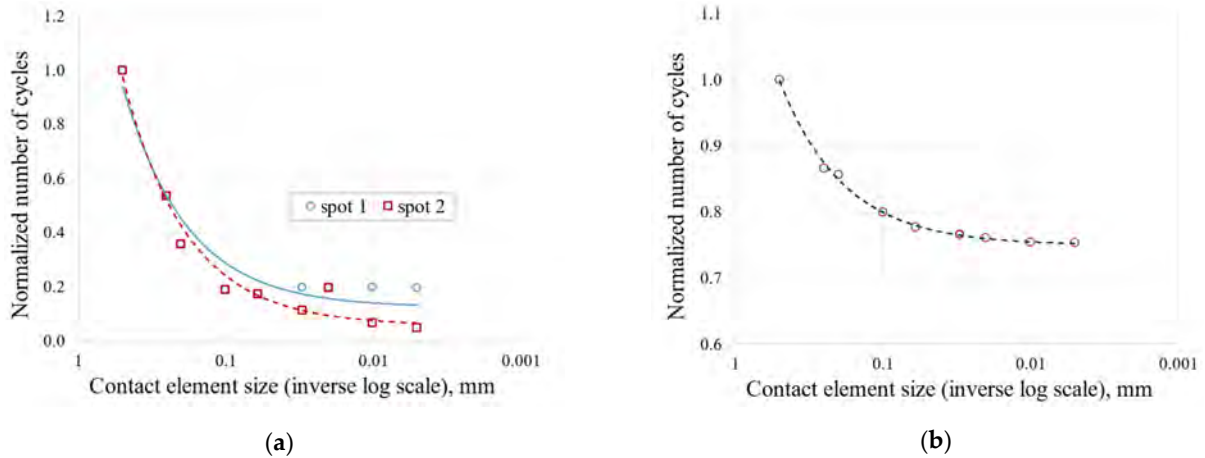 1.2
1.0
0.8
0.6
0.4
0.2
0.0
Normalized number of cycles
spot 1 spot 2
1 0.1 0.01 0.001
Contact element size (inverse log scale), mm
(a)
1.1
1.0
0.9
0.8
0.7
0.6
Normalized number of cycles
1 0.1 0.01 0.001
Contact element size (inverse log scale), mm
(b)